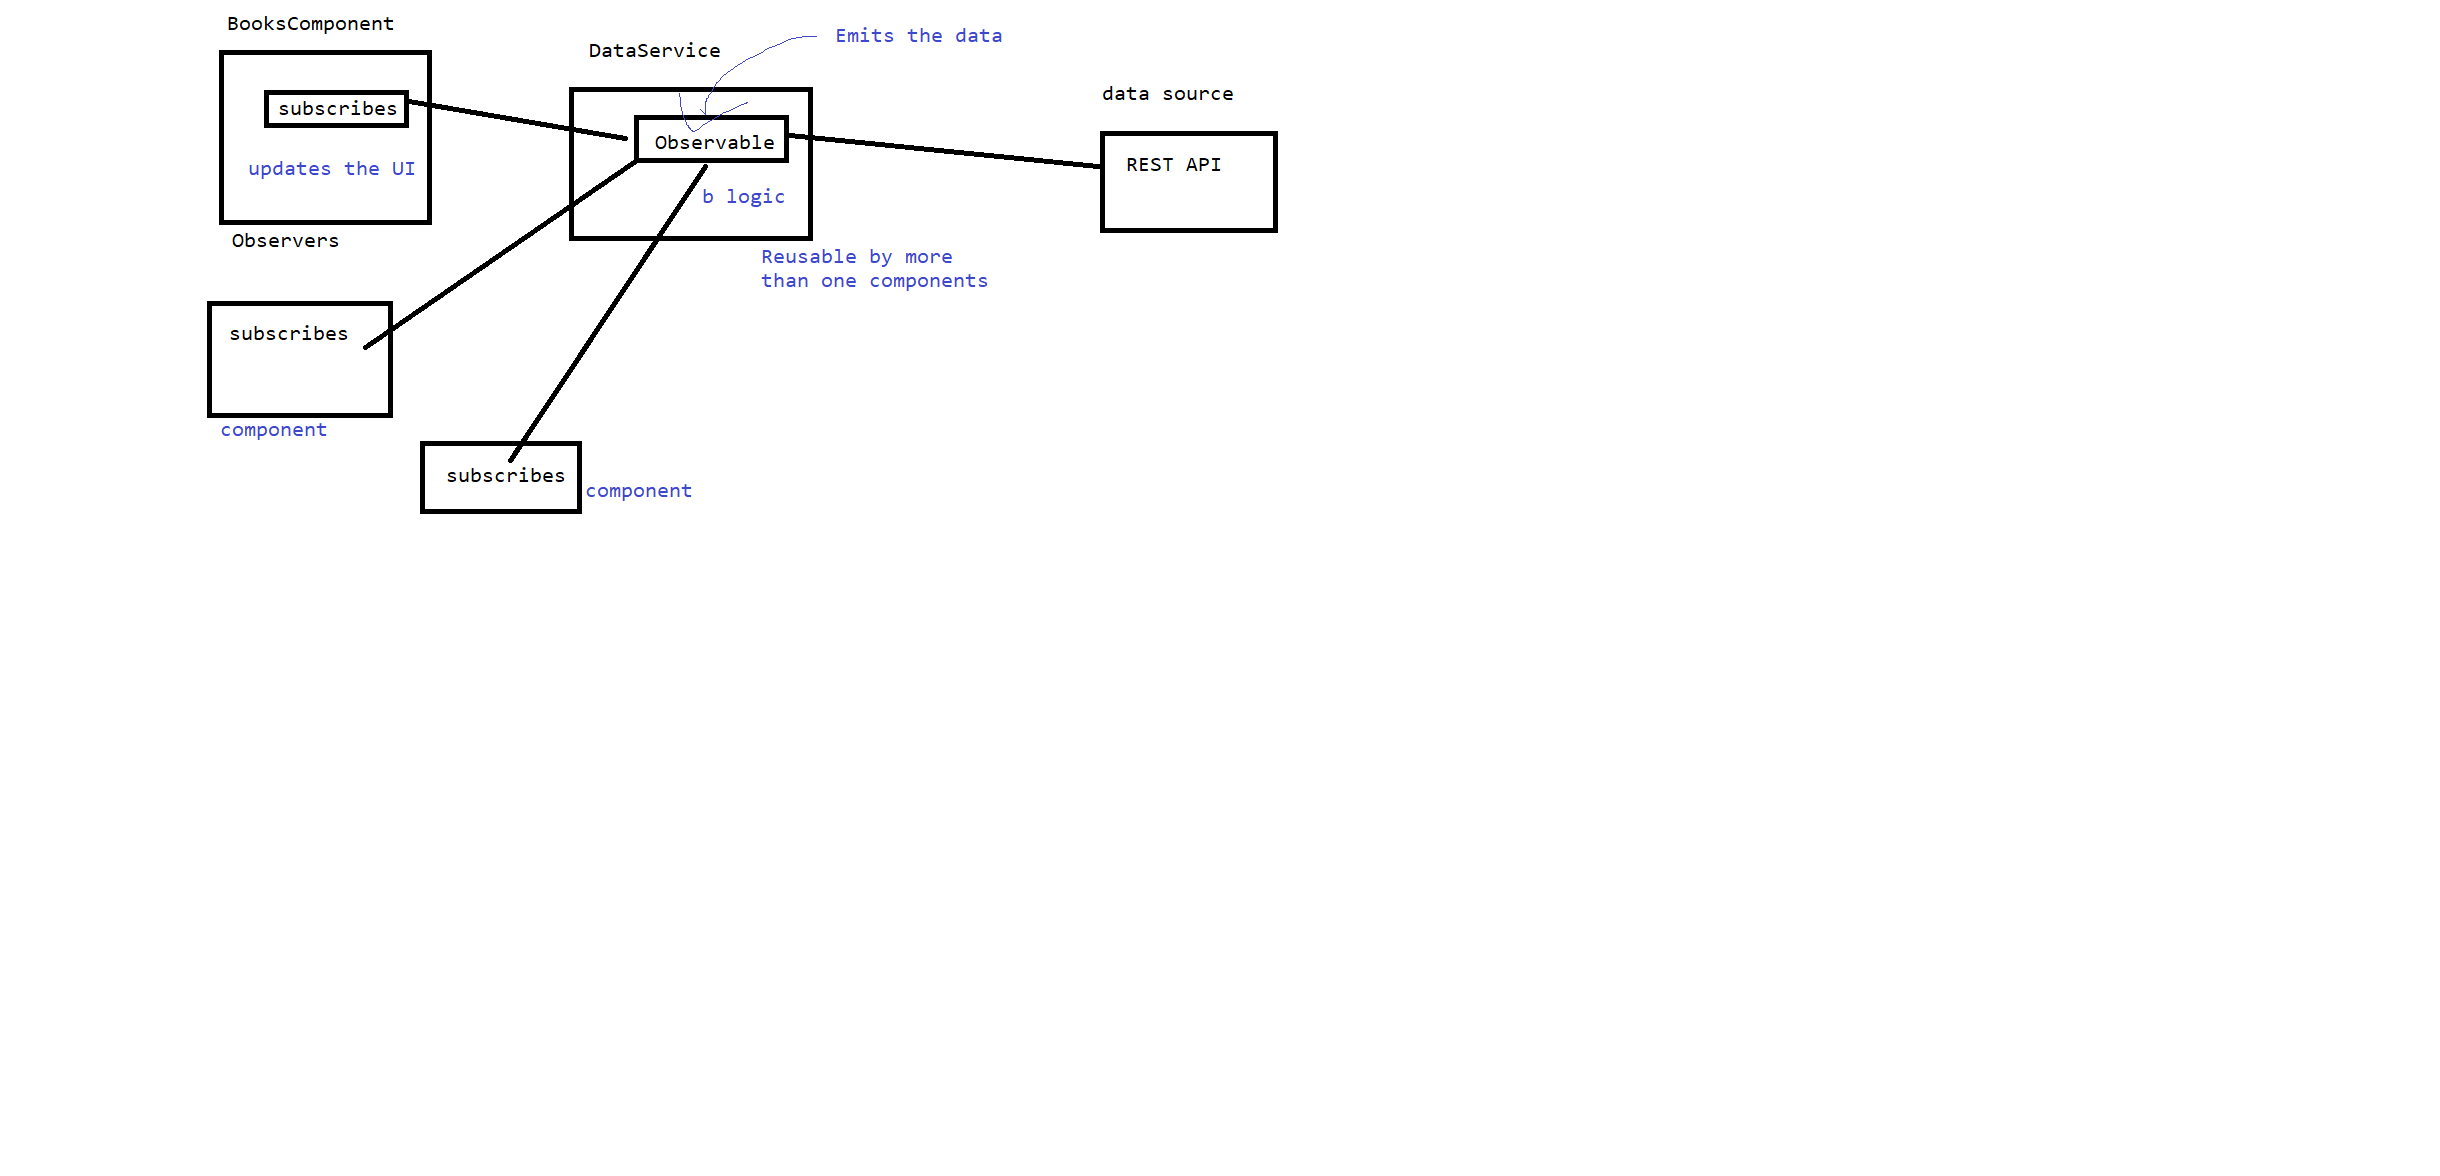 BooksComponent
Emits the data
DataService
data source
subscribes
Observable
REST API
updates the UI
b logic
Observers
Reusable by more
than one components
subscribes
component
subscribes
component